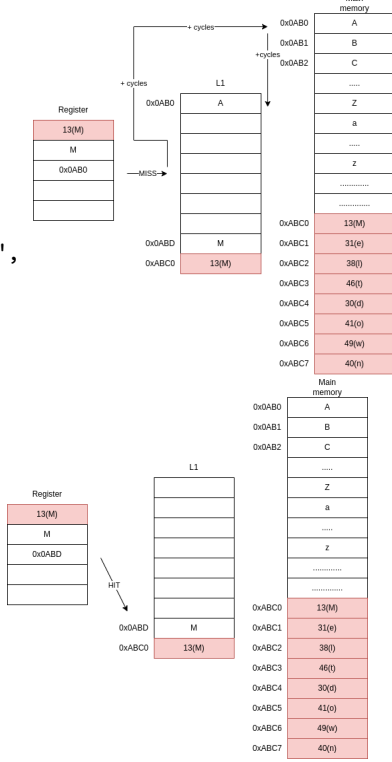 Main
memory
0x0AB0 A
+ cycles
0x0AB1 B
+cycles
0x0AB2 C
.....
+ cycles
L1
0x0AB0 A
Z
Register
a
13(M)
.....
M
z
0x0AB0
MISS
.............
..............
0xABC0 13(M)
',
0x0ABD M
0xABC1 31(e)
0xABC0 13(M)
0xABC2 38(l)
0xABC3 46(t)
0xABC4 30(d)
0xABC5 41(o)
0xABC6 49(w)
0xABC7 40(n)
Main
memory
0x0AB0 A
0x0AB1 B
0x0AB2 C
L1
.....
Z
Register
a
13(M)
.....
M
z
0x0ABD
.............
HIT
..............
0xABC0 13(M)
0x0ABD M
0xABC1 31(e)
0xABC0 13(M)
0xABC2 38(l)
0xABC3 46(t)
0xABC4 30(d)
0xABC5 41(o)
0xABC6 49(w)
0xABC7 40(n)